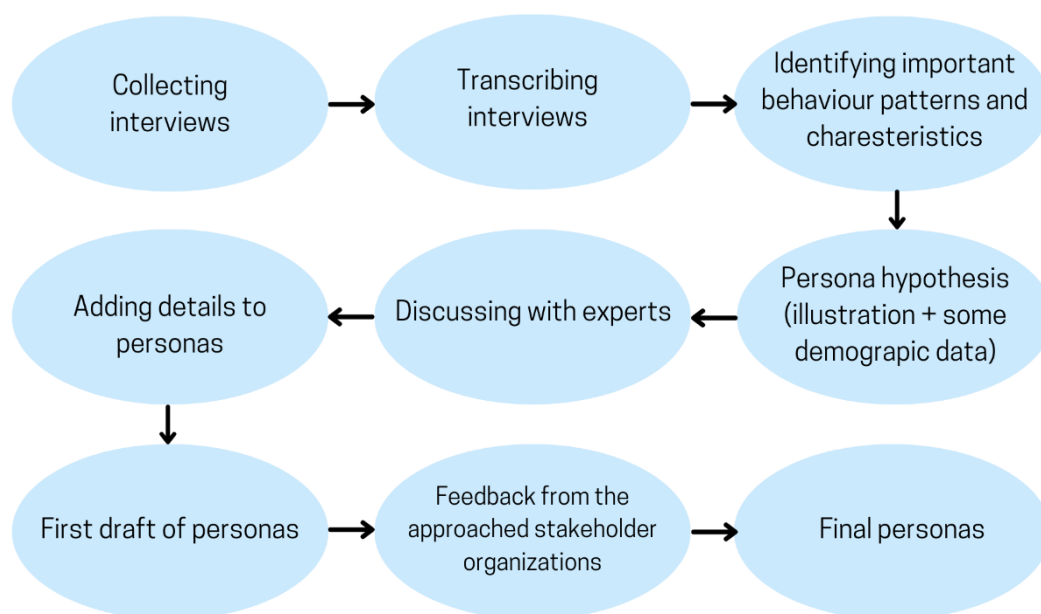 Collecting
interviews
Transcribing
interviews
Identifying important
behaviour patterns and
charesteristics
Persona hypothesis
(illustration + some
demograpic data)
Discussing with experts
Adding details to
personas
First draft of personas
Feedback from the
approached stakeholder
organizations
Final personas